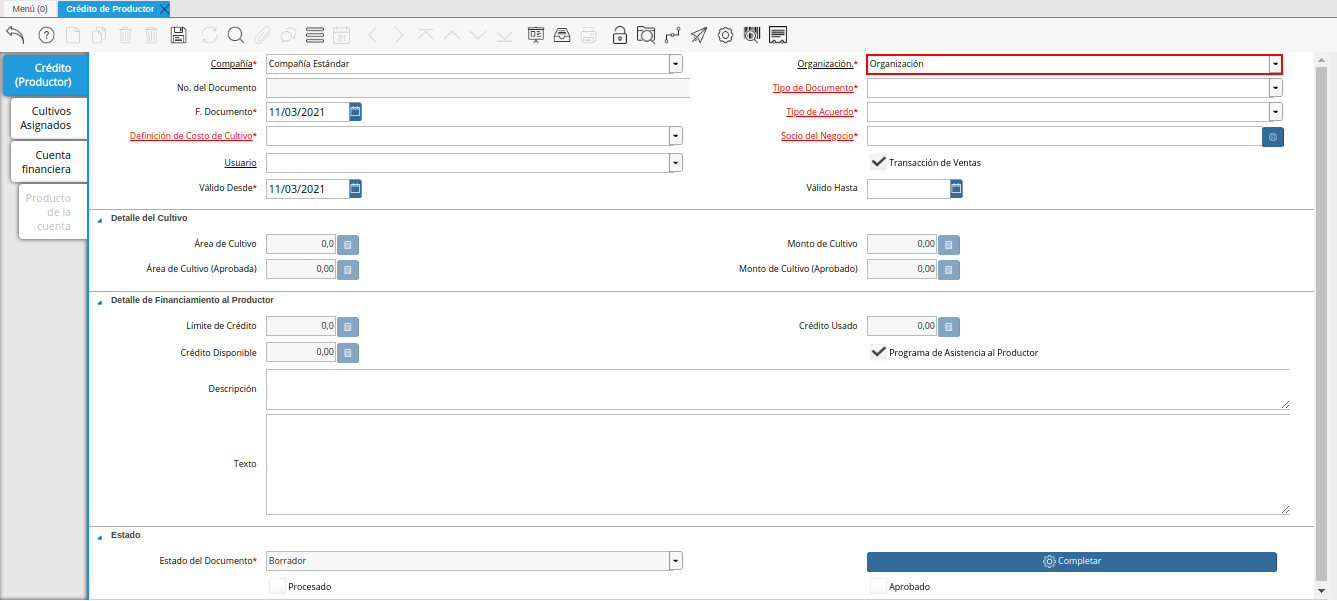 Menú (0)
Crédito de Productor
31
Crédito
(Productor)
Cultivos
Asignados
Cuenta
financiera
Producto
de la
cuenta
Compañía* Compañía Estándar Organización.* Organización
No. del Documento Tipo de Documento*
F. Documento* 11/03/2021 Tipo de Acuerdo*
Definición de Costo de Cultivo* Socio del Negocio*
Usuario Transacción de Ventas
Válido Desde* 11/03/2021 Válido Hasta
Detalle del Cultivo
Área de Cultivo 0,0 Monto de Cultivo 0,00
Área de Cultivo (Aprobada) 0,00 Monto de Cultivo (Aprobado) 0,00
Detalle de Financiamiento al Productor
Límite de Crédito 0,0 Crédito Usado 0,00
Crédito Disponible 0,00 Programa de Asistencia al Productor
Descripción
Texto
Estado
Estado del Documento* Borrador Completar
Procesado Aprobado